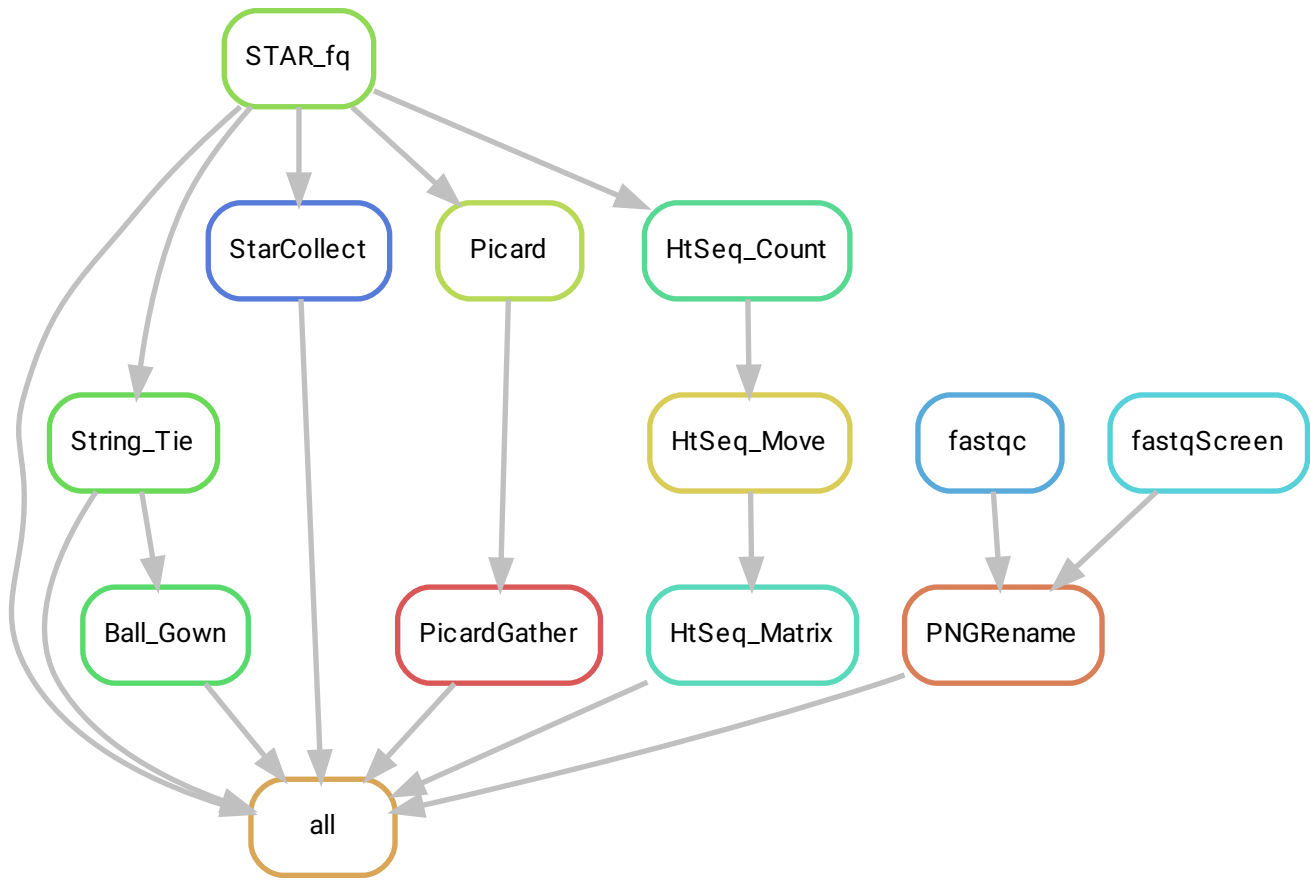 STAR_fq
StarCollect
Picard
HtSeq_Count
String_Tie
HtSeq_Move
fastqc
fastqScreen
Ball_Gown
PicardGather
HtSeq_Matrix
PNGRename
all